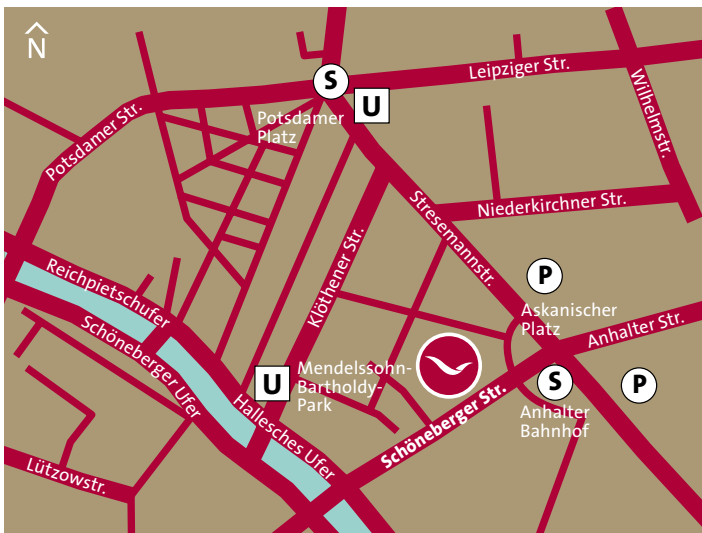 N
S
U
Leipziger Str.
Wilhelmstr.
Potsdamer Str.
Potsdamer
Platz
Niederkirchner Str.
Stresemannstr.
Klöthener Str.
P
Reichpietschufer
Askanischer
Platz
Anhalter Str.
Schöneberger Ufer
U
Mendelssohn-
Bartholdy-
Park
S
P
Hallesches Ufer
Schöneberger Str.
Anhalter
Bahnhof
Lützowstr.